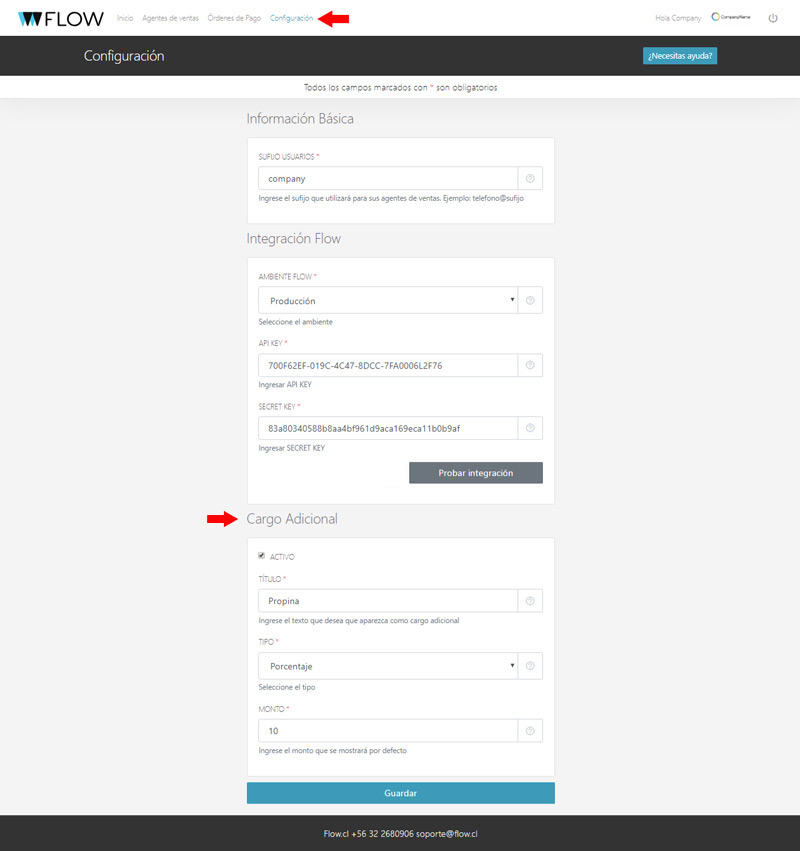 FLOW Inicio Agentes de ventas Órdenes de Pago Configuración Hola Company CompanyName
Configuración ¿Necesitas ayuda?
Todos los campos marcados con * son obligatorios
Información Básica
SUFIJO USUARIOS *
company
Ingrese el sufijo que utilizará para sus agentes de ventas. Ejemplo: telefono@sufijo
Integración Flow
AMBIENTE FLOW *
Producción
Seleccione el ambiente
API KEY *
700F62EF-019C-4C47-8DCC-7FA0006L2F76
Ingresar API KEY
SECRET KEY *
83a80340588b8aa4bf961d9aca169eca11b0b9af
Ingresar SECRET KEY
Probar integración
Cargo Adicional
ACTIVO
TÍTULO *
Propina
Ingrese el texto que desea que aparezca como cargo adicional
TIPO *
Porcentaje
Seleccione el tipo
MONTO *
10
Ingrese el monto que se mostrará por defecto
Guardar
Flow.cl +56 32 2680906 soporte@flow.cl